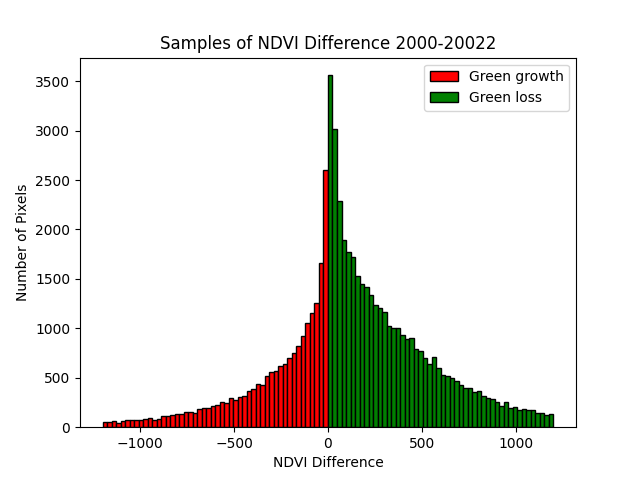 Samples of NDVI Difference 2000-20022
Green growth
Green loss
3500
3000
2500
2000
1500
1000
500
0
Number of Pixels
−1000
−500
0
500
1000
NDVI Difference